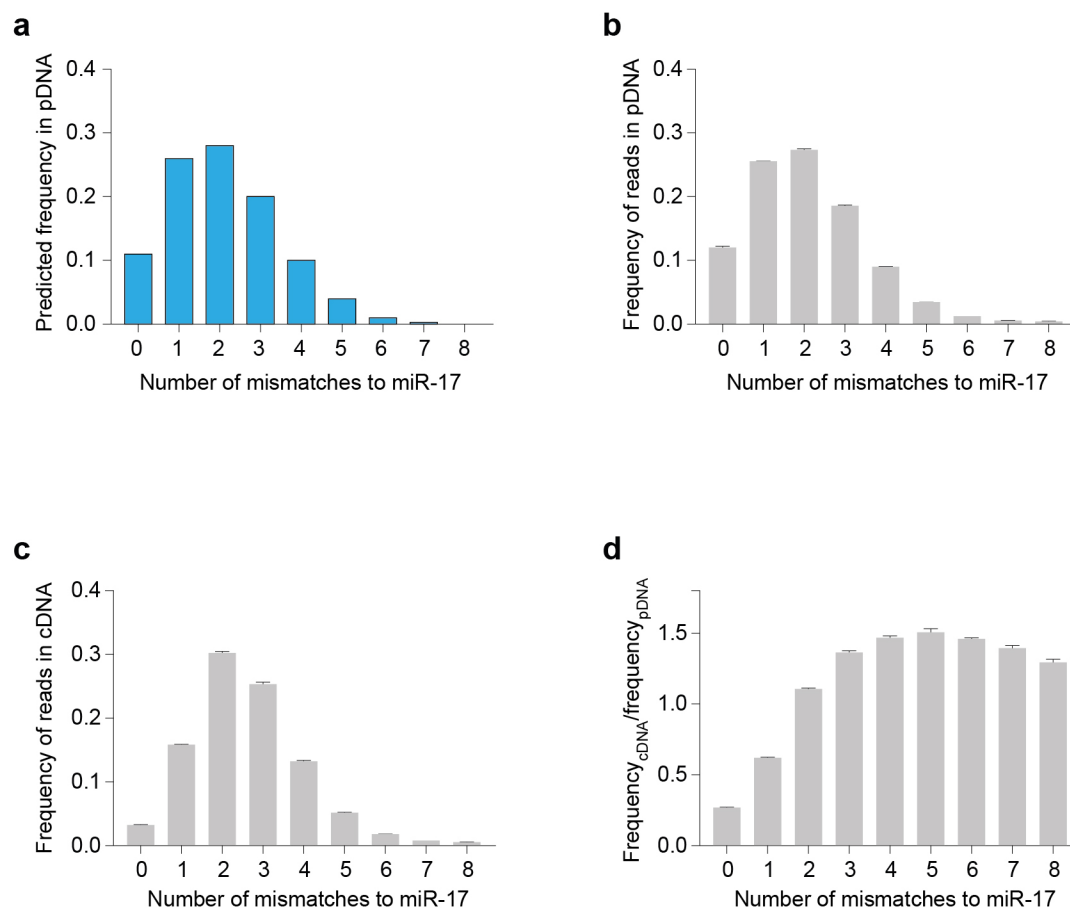 a
Predicted frequency in pDNA
0.4
0.3
0.2
0.1
0.0
0 1 2 3 4 5 6 7 8
Number of mismatches to miR-17
b
Frequency of reads in pDNA
0.4
0.3
0.2
0.1
0.0
0 1 2 3 4 5 6 7 8
Number of mismatches to miR-17
c
Frequency of reads in cDNA
0.4
0.3
0.2
0.1
0.0
0 1 2 3 4 5 6 7 8
Number of mismatches to miR-17
d
Frequency_cDNA/frequency_pDNA
1.5
1.0
0.5
0.0
0 1 2 3 4 5 6 7 8
Number of mismatches to miR-17